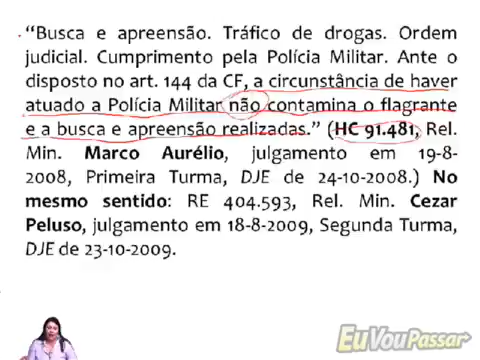 “Busca e apreensão. Tráfico de drogas. Ordem
judicial. Cumprimento pela Polícia Militar. Ante o
disposto no art. 144 da CF, a circunstância de haver
atuado a Polícia Militar não contamina o flagrante
e a busca e apreensão realizadas.” (HC 91.481, Rel.
Min. Marco Aurélio, julgamento em 19-8-
2008, Primeira Turma, DJE de 24-10-2008.) No
mesmo sentido: RE 404.593, Rel. Min. Cezar
Peluso, julgamento em 18-8-2009, Segunda Turma,
DJE de 23-10-2009.
EuVouPassar